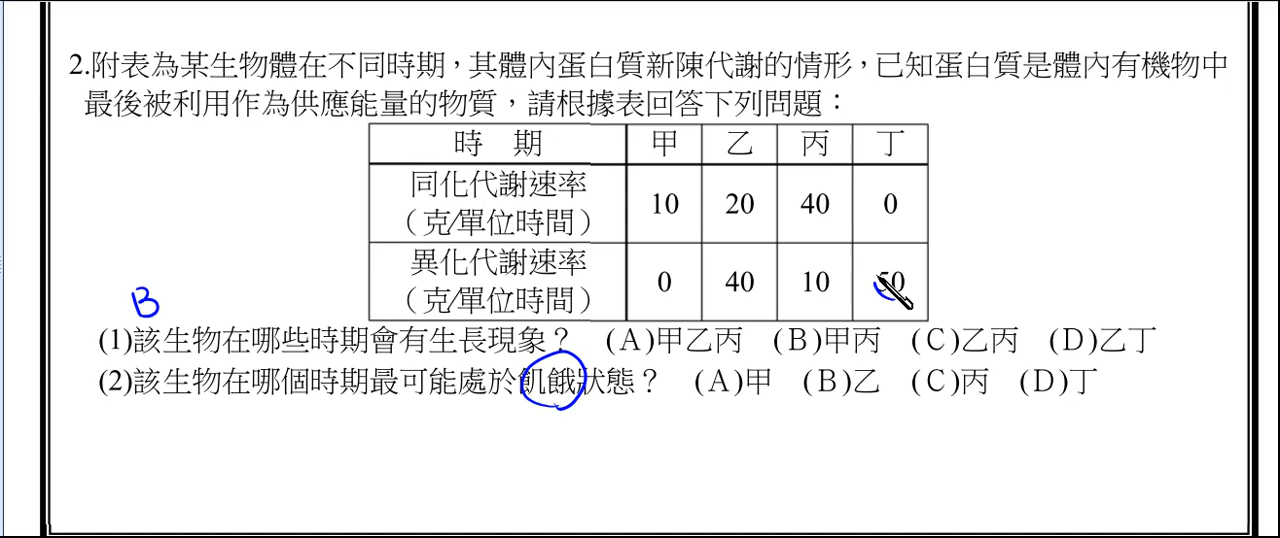 2.附表為某生物體在不同時期，其體內蛋白質新陳代謝的情形，已知蛋白質是體內有機物中
最後被利用作為供應能量的物質，請根據表回答下列問題：
時 期 甲 乙 丙 丁
同化代謝速率
（克/單位時間） 10 20 40 0
異化代謝速率
（克/單位時間） 0 40 10 50
B
(1)該生物在哪些時期會有生長現象？ (A)甲乙丙 (B)甲丙 (C)乙丙 (D)乙丁
(2)該生物在哪個時期最可能處於飢餓狀態？ (A)甲 (B)乙 (C)丙 (D)丁